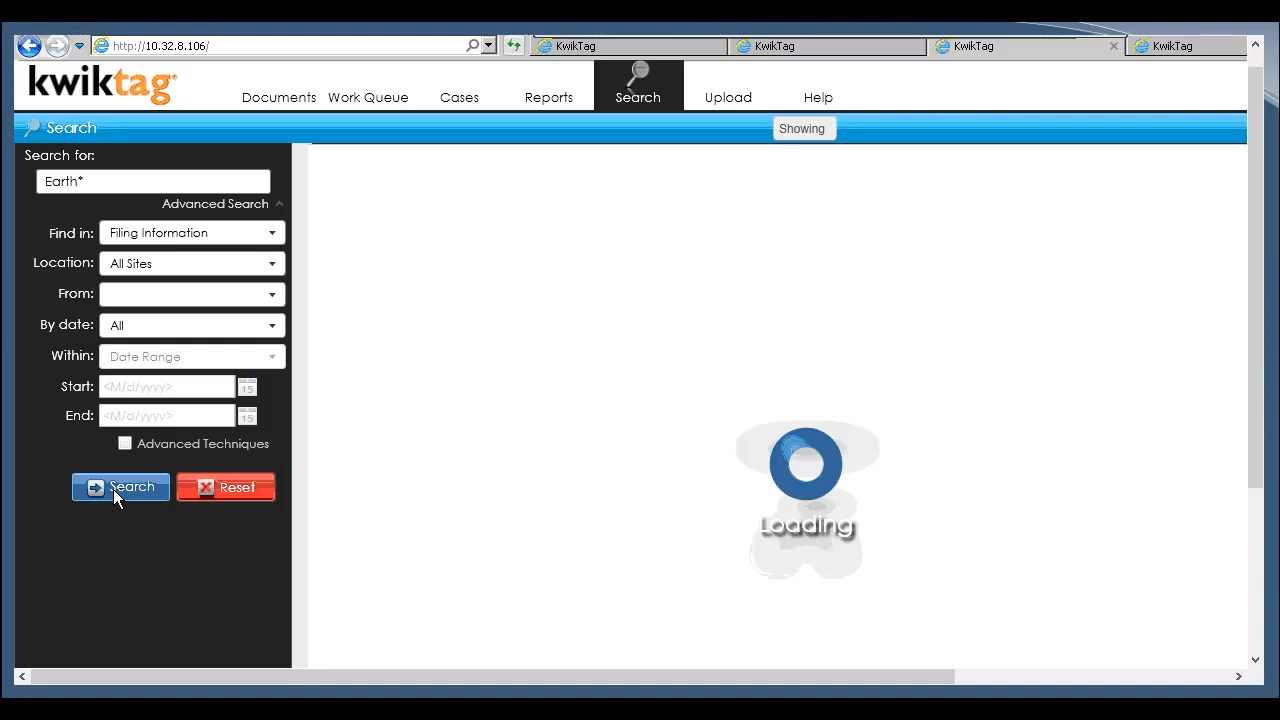 http://10.32.8.106/
KwikTag
KwikTag
KwikTag
KwikTag
kwiktag®
Documents
Work Queue
Cases
Reports
Search
Upload
Help
Search
Showing
Search for:
Earth*
Advanced Search
Find in:
Filing Information
Location:
All Sites
From:
By date:
All
Within:
Date Range
Start:
<M/d/yyyy>
15
End:
<M/d/yyyy>
15
Advanced Techniques
Search
Reset
Loading